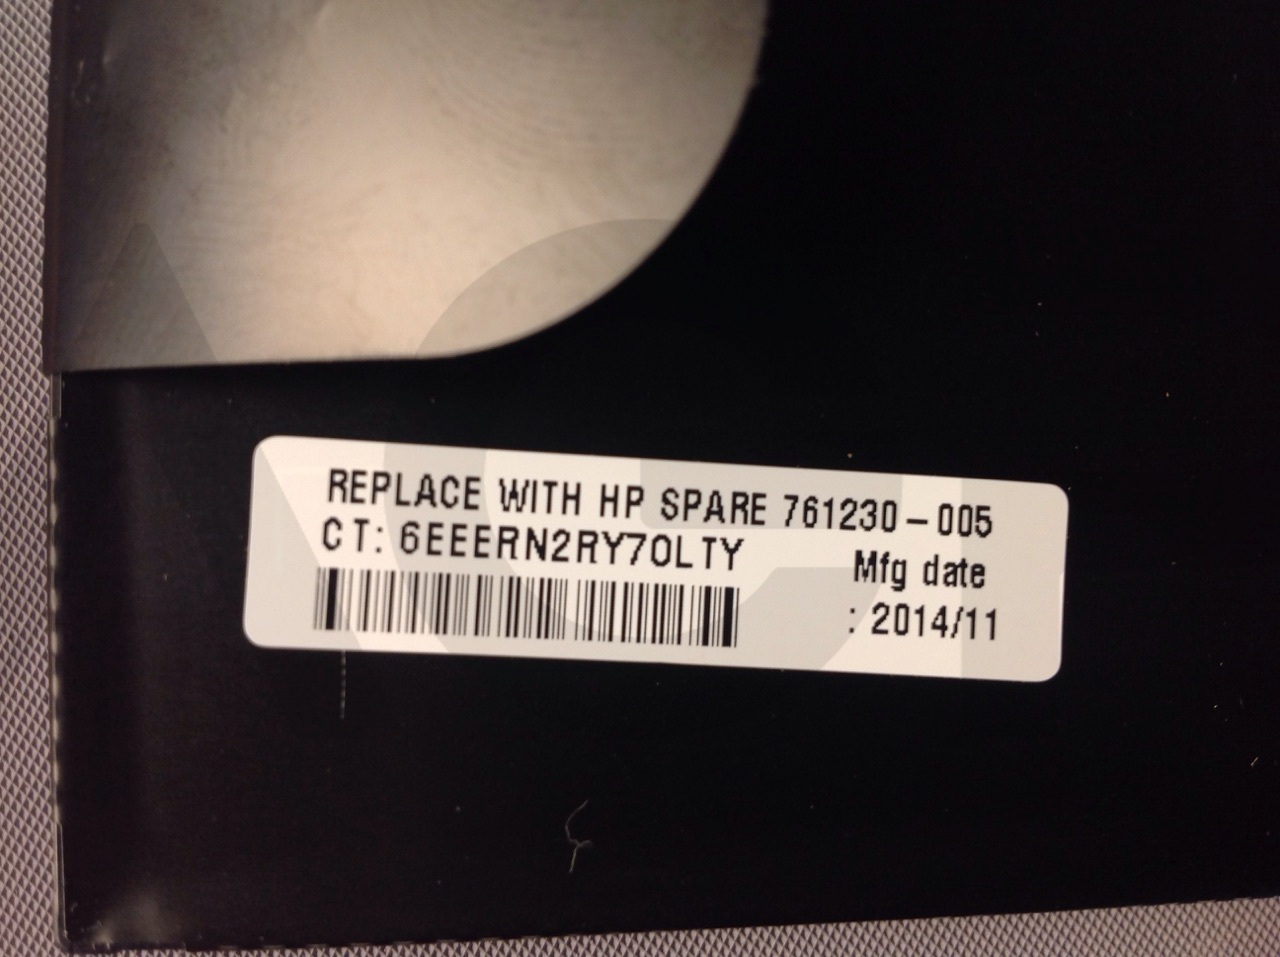 REPLACE WITH HP SPARE 761230-005
CT: 6EEERN2RY7OLTY
Mfg date
: 2014/11